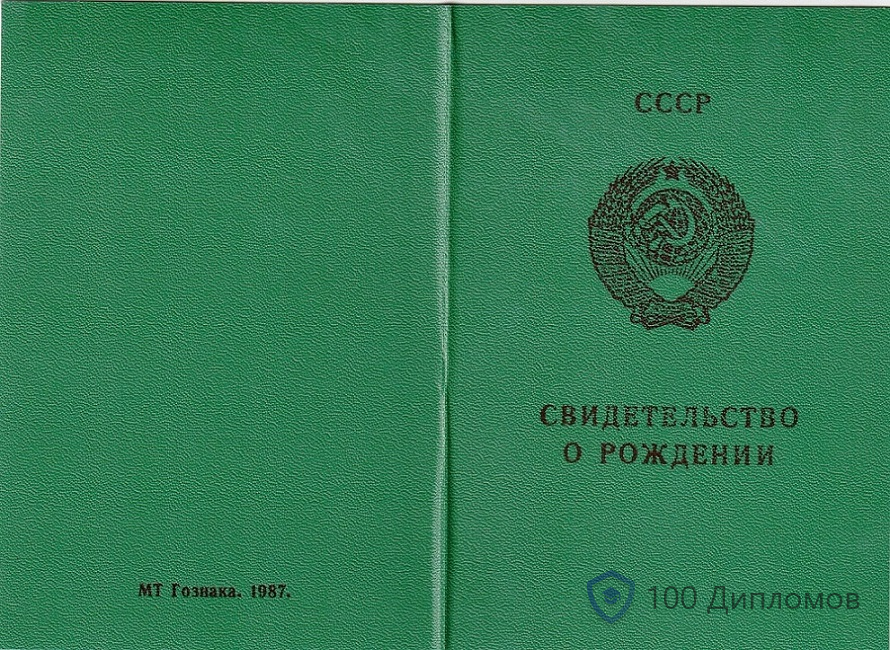 СССР
СВИДЕТЕЛЬСТВО
О РОЖДЕНИИ
МТ Гознака. 1987.
100 Дипломов